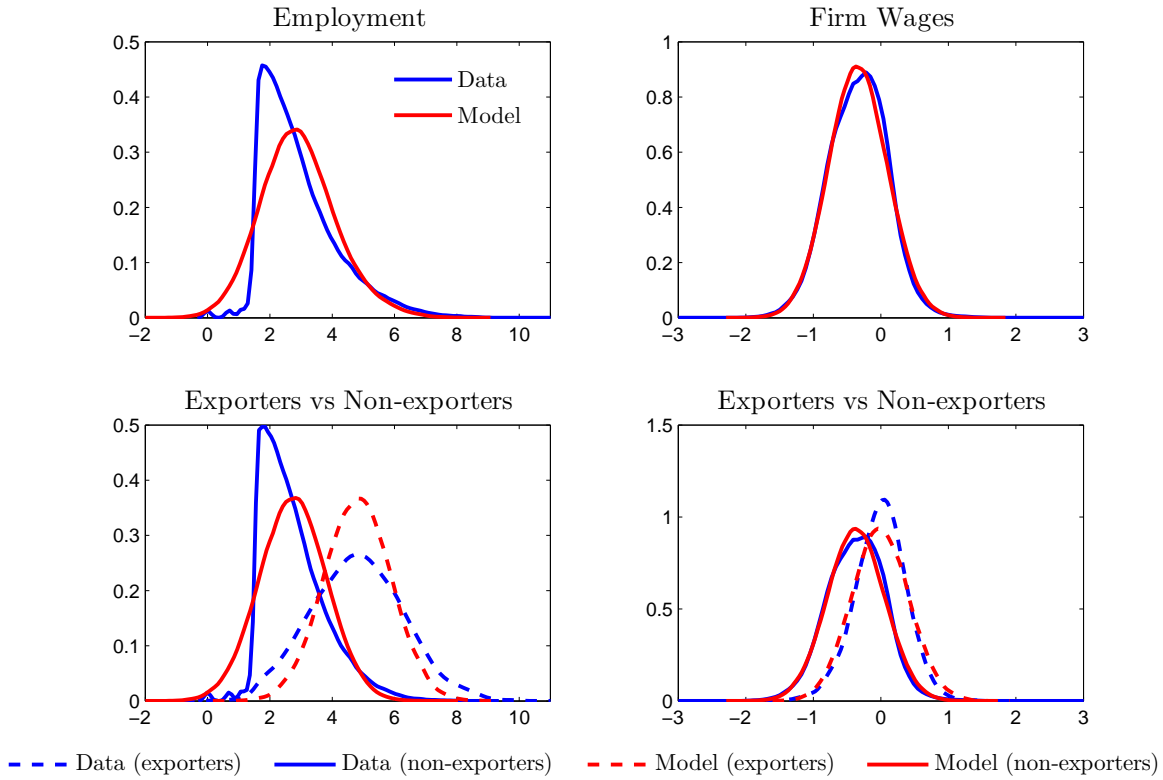 Employment
Firm Wages
0.5
0.4
0.3
0.2
0.1
0
−2 0 2 4 6 8 10
Data
Model
1
0.8
0.6
0.4
0.2
0
−3 −2 −1 0 1 2 3
Exporters vs Non-exporters
Exporters vs Non-exporters
0.5
0.4
0.3
0.2
0.1
0
−2 0 2 4 6 8 10
1.5
1
0.5
0
−3 −2 −1 0 1 2 3
Data (exporters) Data (non-exporters) Model (exporters) Model (non-exporters)